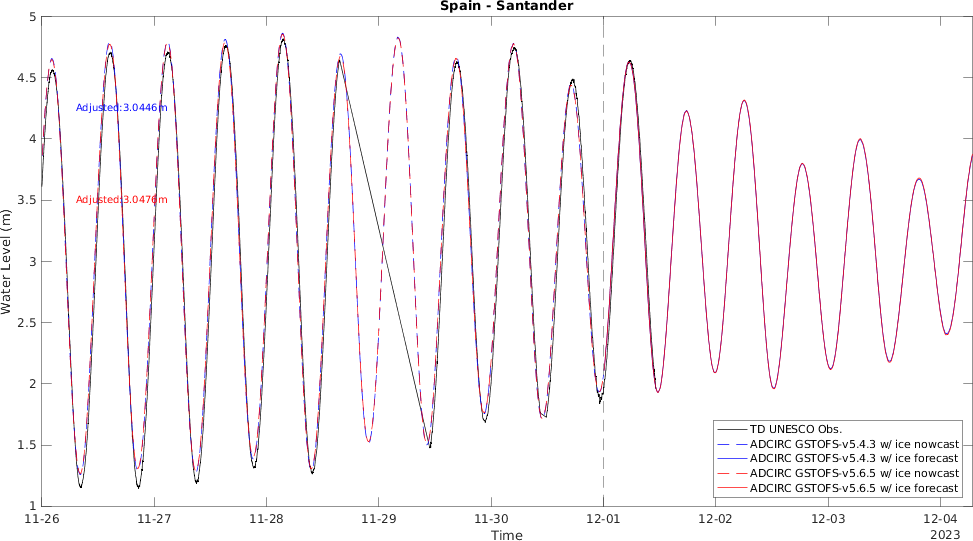 Spain - Santander
5
4.5
4
3.5
3
2.5
2
1.5
1
Water Level (m)
Adjusted:3.0446m
Adjusted:3.0476m
TD UNESCO Obs.
ADCIRC GSTOFS-v5.4.3 w/ ice nowcast
ADCIRC GSTOFS-v5.4.3 w/ ice forecast
ADCIRC GSTOFS-v5.6.5 w/ ice nowcast
ADCIRC GSTOFS-v5.6.5 w/ ice forecast
11-26 11-27 11-28 11-29 11-30 12-01 12-02 12-03 12-04
2023
Time